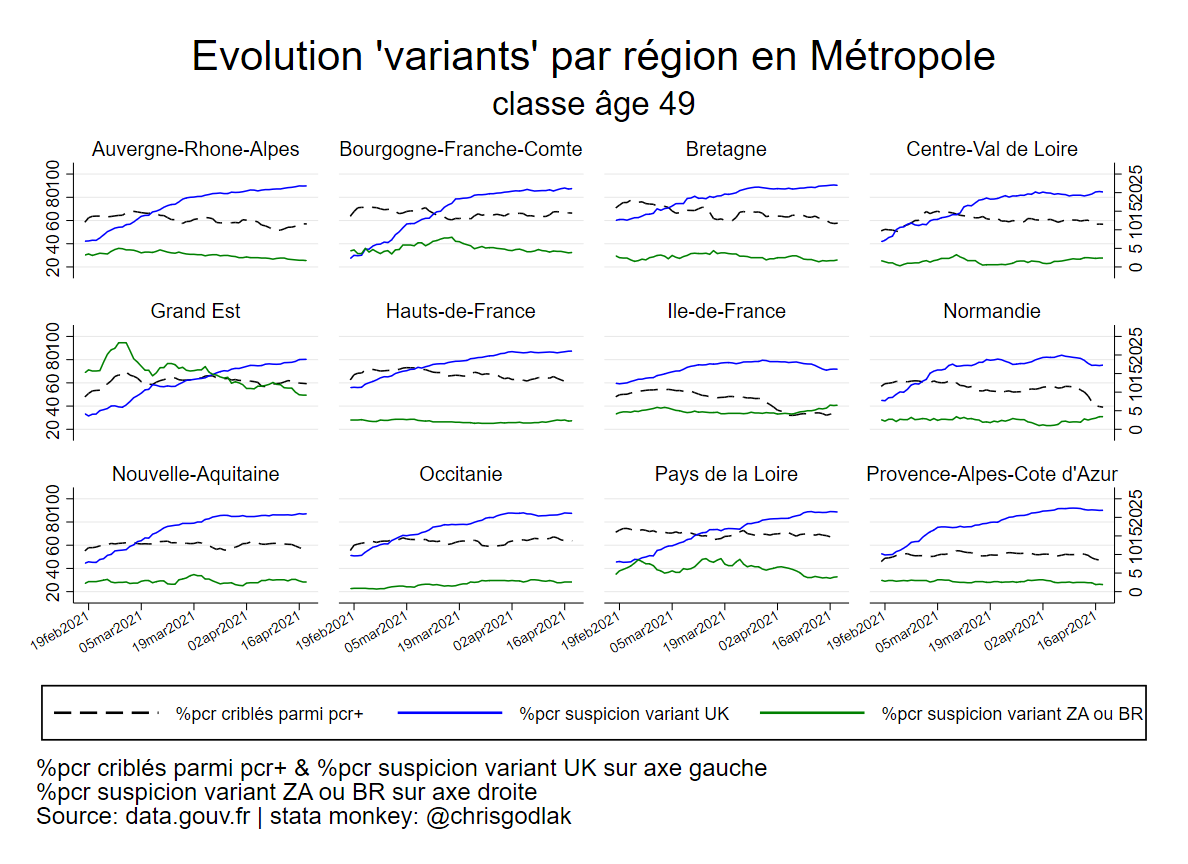 Evolution 'variants' par région en Métropole
classe âge 49
Auvergne-Rhone-Alpes
Bourgogne-Franche-Comte
Bretagne
Centre-Val de Loire
20 40 60 80 100
0 5 10 15 20 25
Grand Est
Hauts-de-France
Ile-de-France
Normandie
20 40 60 80 100
0 5 10 15 20 25
Nouvelle-Aquitaine
Occitanie
Pays de la Loire
Provence-Alpes-Cote d'Azur
20 40 60 80 100
0 5 10 15 20 25
19feb2021 05mar2021 19mar2021 02apr2021 16apr2021
19feb2021 05mar2021 19mar2021 02apr2021 16apr2021
19feb2021 05mar2021 19mar2021 02apr2021 16apr2021
19feb2021 05mar2021 19mar2021 02apr2021 16apr2021
%pcr criblés parmi pcr+
%pcr suspicion variant UK
%pcr suspicion variant ZA ou BR
%pcr criblés parmi pcr+ & %pcr suspicion variant UK sur axe gauche
%pcr suspicion variant ZA ou BR sur axe droite
Source: data.gouv.fr | stata monkey: @chrisgodlak